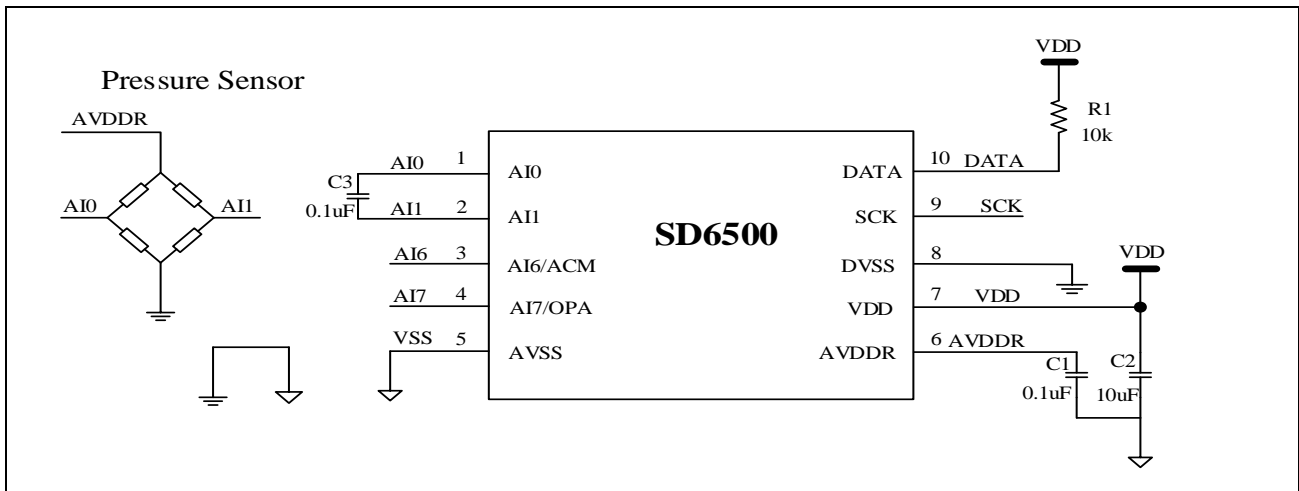 Pressure Sensor
AVDDR
AI0
AI1
C3
0.1uF
AI0 1 AI0
AI1 2 AI1
AI6 3 AI6/ACM
AI7 4 AI7/OPA
VSS 5 AVSS
SD6500
VDD
R1
10k
DATA 10 DATA
SCK 9 SCK
DVSS 8
VDD
VDD 7 VDD
AVDDR 6 AVDDR
C1
0.1uF
C2
10uF